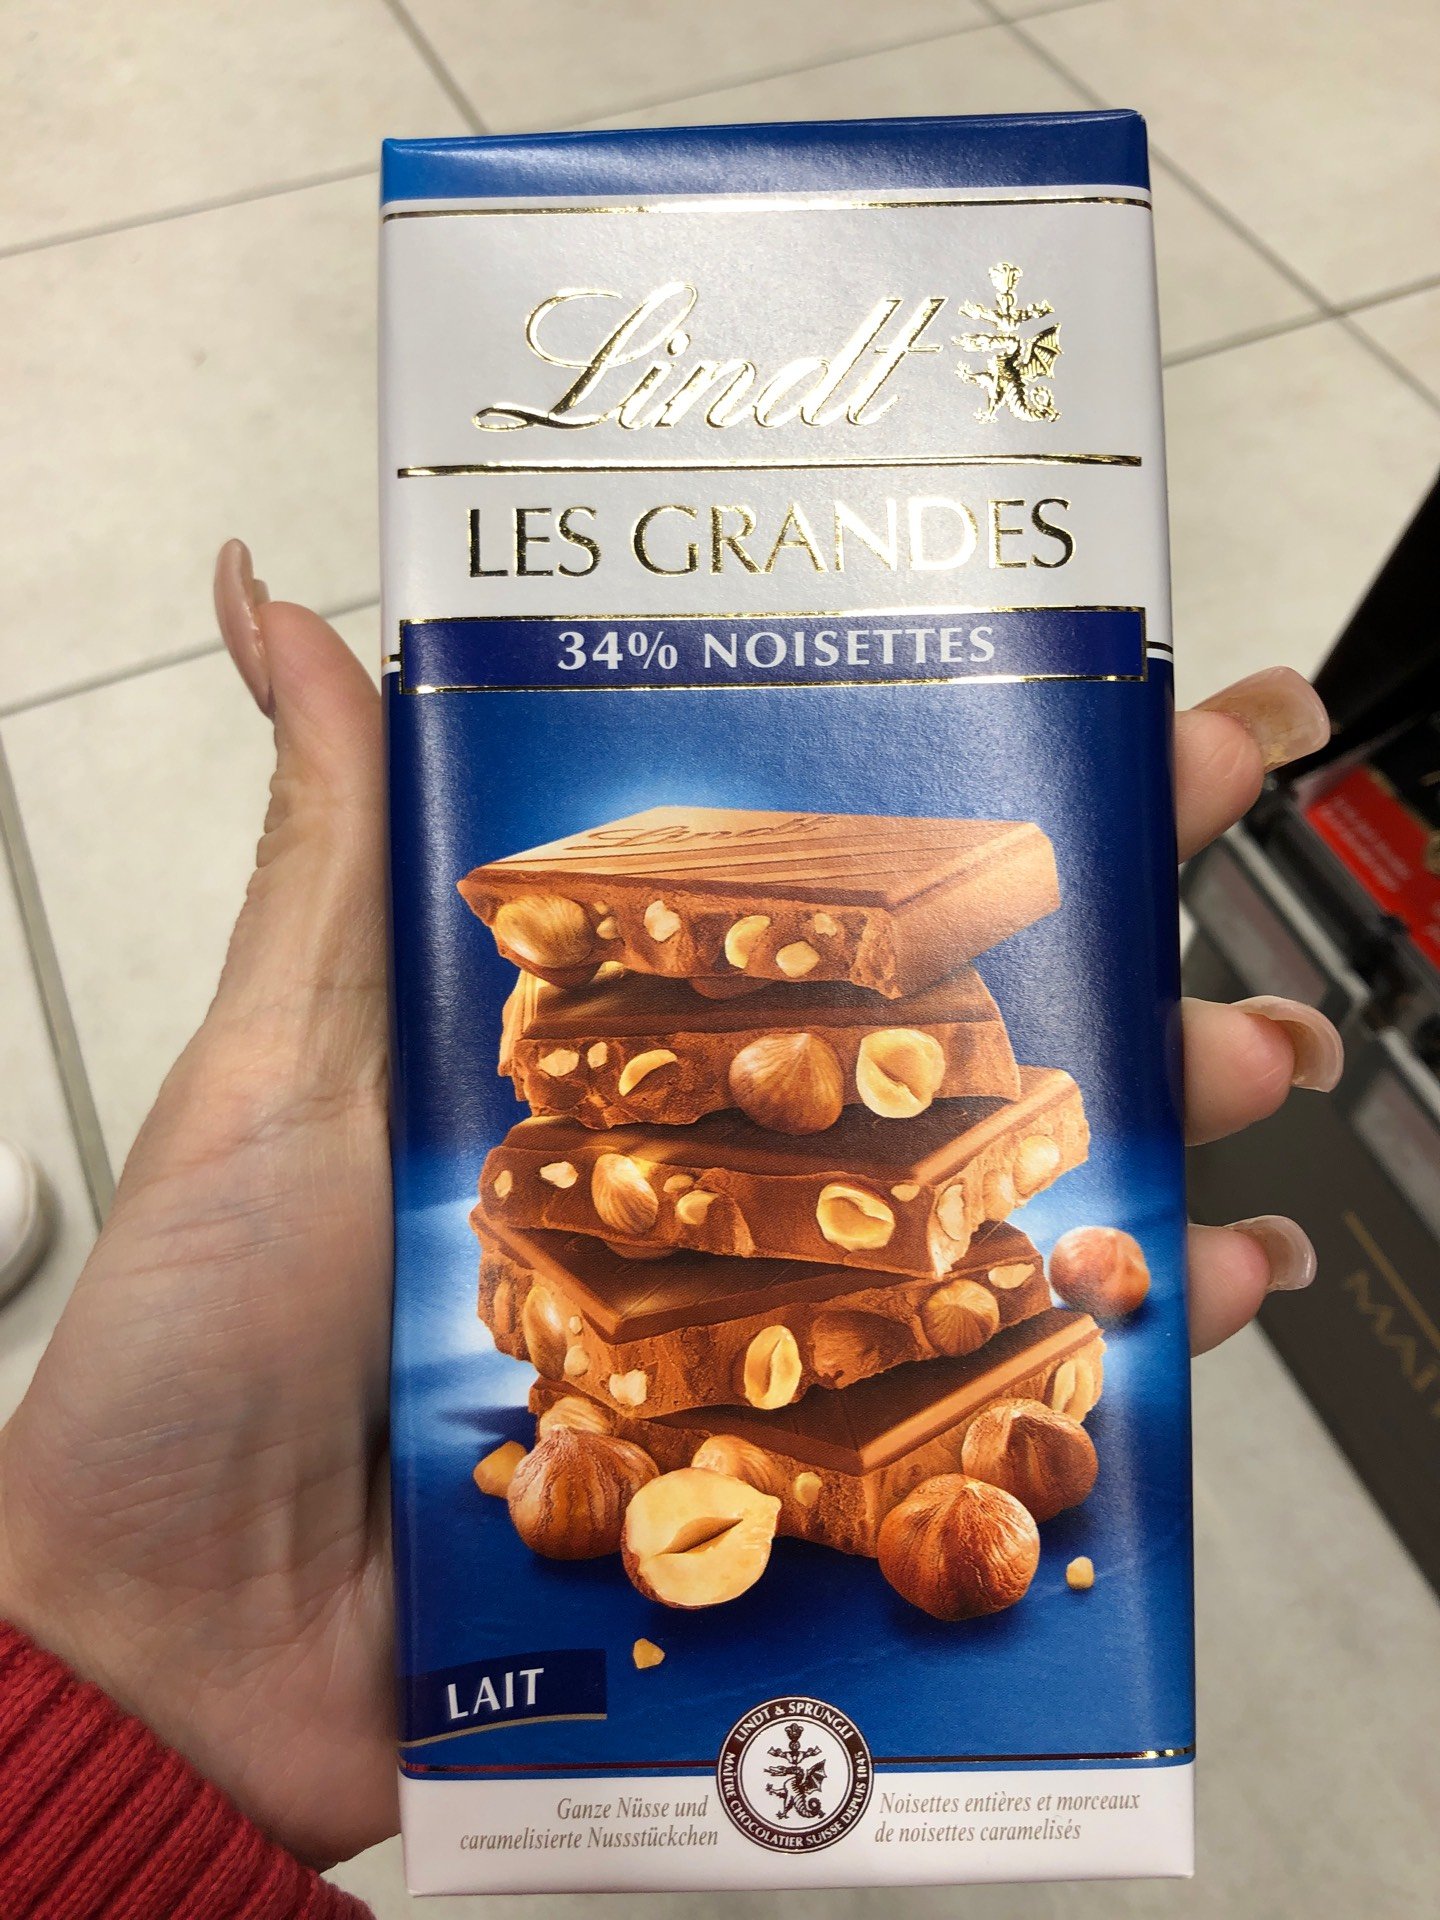 Lindt
LES GRANDES
34% NOISETTES
Lindt
LAIT
LINDT & SPRÜNGLI
MAÎTRE CHOCOLATIER SUISSE DEPUIS 1845
Ganze Nüsse und
caramelisierte Nussstückchen
Noisettes entières et morceaux
de noisettes caramelisés